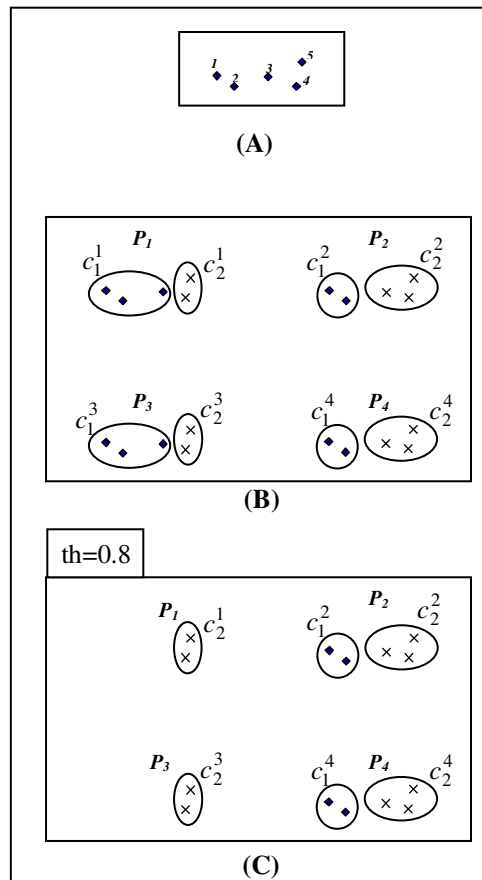 1 2 3 4 5
(A)
P₁ P₂
c₁¹ c₂¹ c₁² c₂²
P₃ P₄
c₁³ c₂³ c₁⁴ c₂⁴
(B)
th=0.8
P₁ P₂
c₂¹ c₁² c₂²
P₃ P₄
c₂³ c₁⁴ c₂⁴
(C)